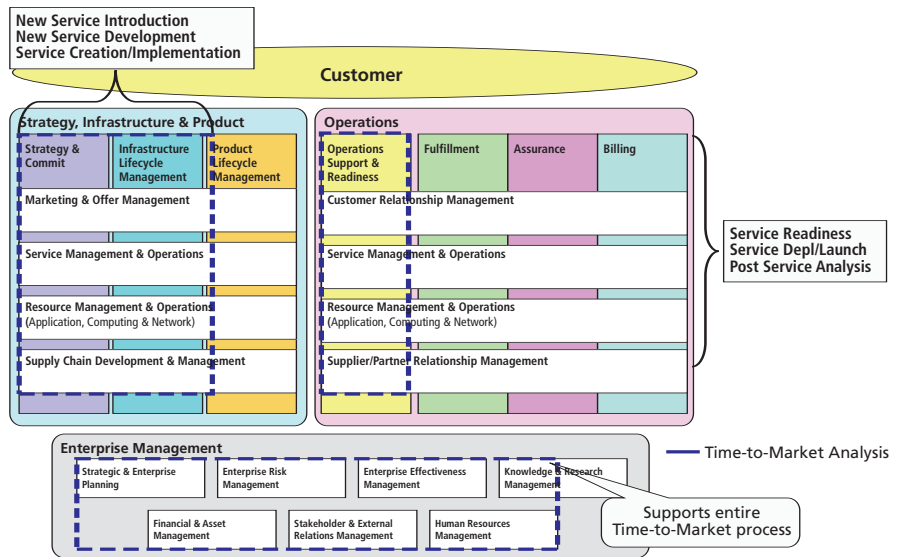 New Service Introduction
New Service Development
Service Creation/Implementation
Customer
Strategy, Infrastructure & Product
Strategy &
Commit
Infrastructure
Lifecycle
Management
Product
Lifecycle
Management
Marketing & Offer Management
Service Management & Operations
Resource Management & Operations
(Application, Computing & Network)
Supply Chain Development & Management
Operations
Operations
Support &
Readiness
Fulfillment
Assurance
Billing
Customer Relationship Management
Service Management & Operations
Resource Management & Operations
(Application, Computing & Network)
Supplier/Partner Relationship Management
Service Readiness
Service Depl/Launch
Post Service Analysis
Enterprise Management
Strategic & Enterprise
Planning
Enterprise Risk
Management
Enterprise Effectiveness
Management
Knowledge & Research
Management
Financial & Asset
Management
Stakeholder & External
Relations Management
Human Resources
Management
Time-to-Market Analysis
Supports entire
Time-to-Market process